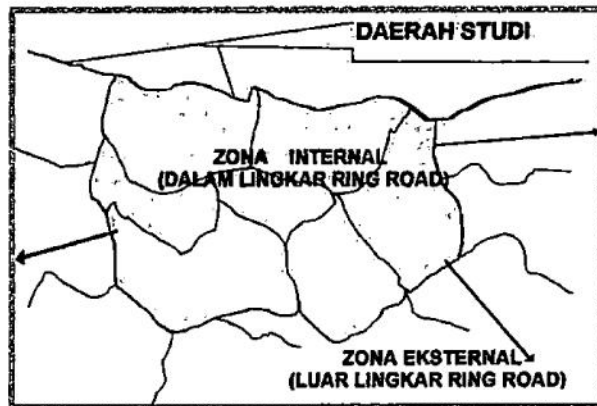 DAERAH STUDI
ZONA INTERNAL
(DALAM LINGKAR RING ROAD)
ZONA EKSTERNAL
(LUAR LINGKAR RING ROAD)